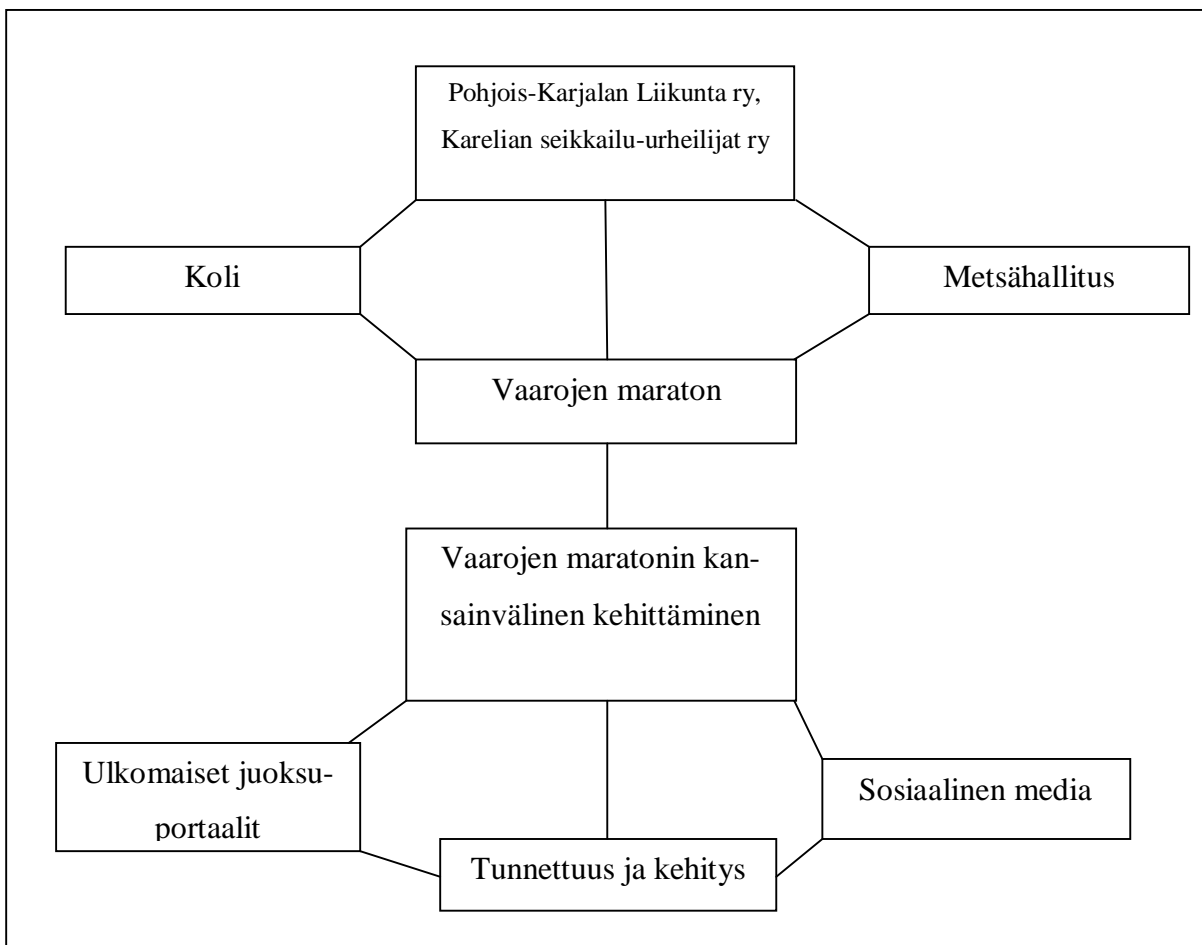 Pohjois-Karjalan Liikunta ry,
Karelian seikkailu-urheilijat ry
Koli
Metsähallitus
Vaarojen maraton
Vaarojen maratonin kan-
sainvälinen kehittäminen
Ulkomaiset juoksu-
portaalit
Sosiaalinen media
Tunnettuus ja kehitys